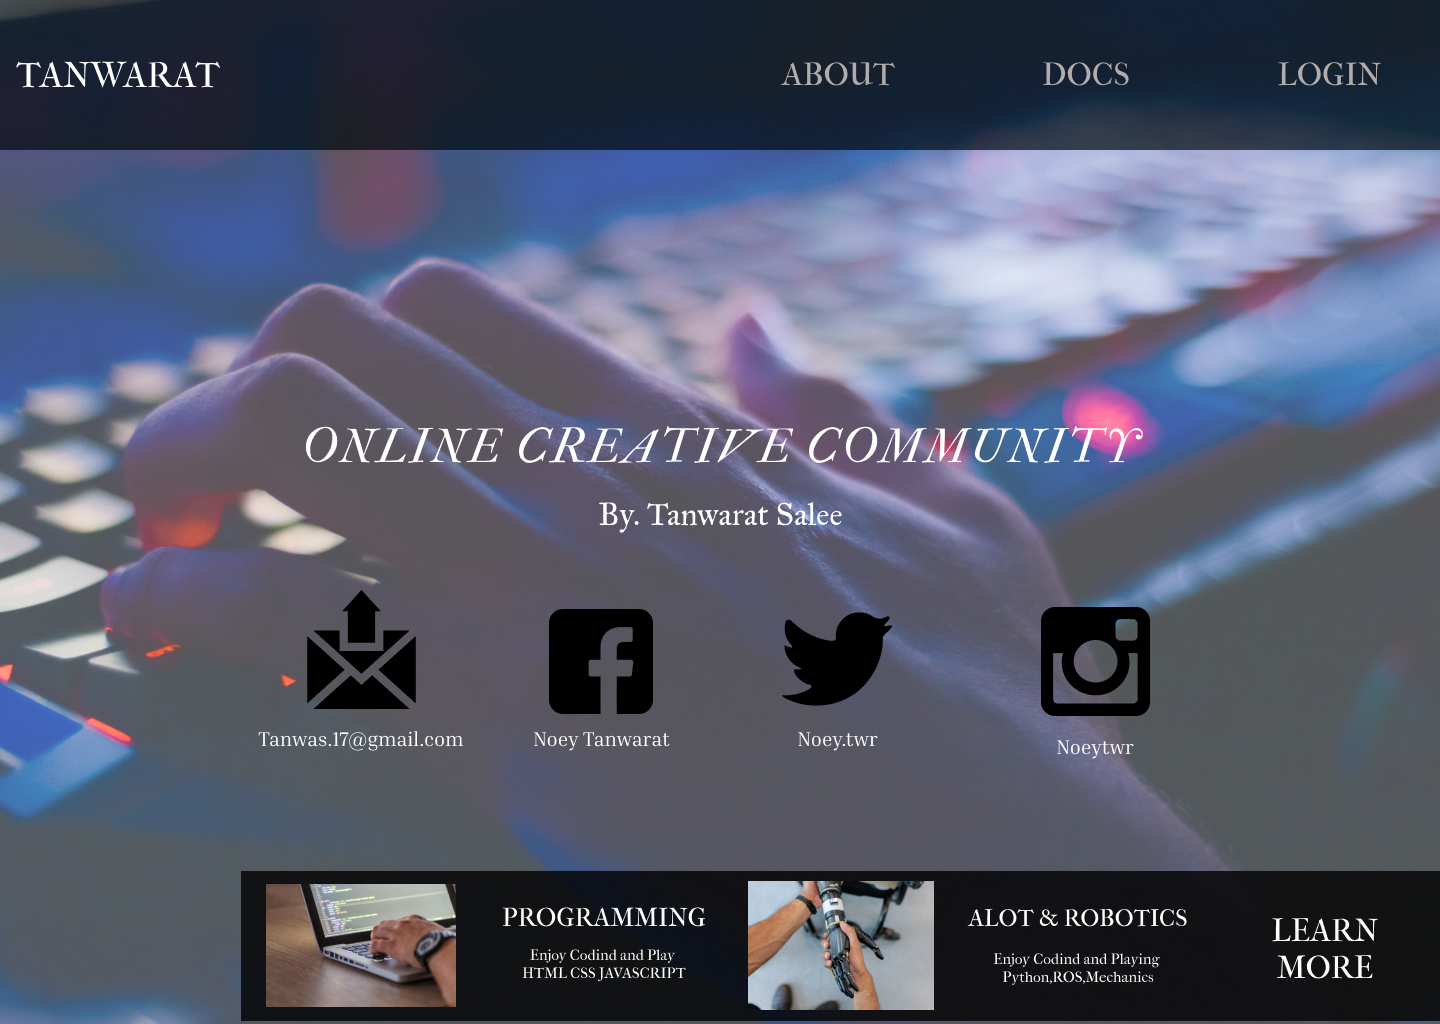 TANWARAT
ABOUT
DOCS
LOGIN
ONLINE CREATIVE COMMUNITY
By. Tanwarat Salee
Tanwas.17@gmail.com
Noey Tanwarat
Noey.twr
Noeytwr
PROGRAMMING
Enjoy Codind and Play
HTML CSS JAVASCRIPT
ALOT & ROBOTICS
Enjoy Codind and Playing
Python,ROS,Mechanics
LEARN
MORE